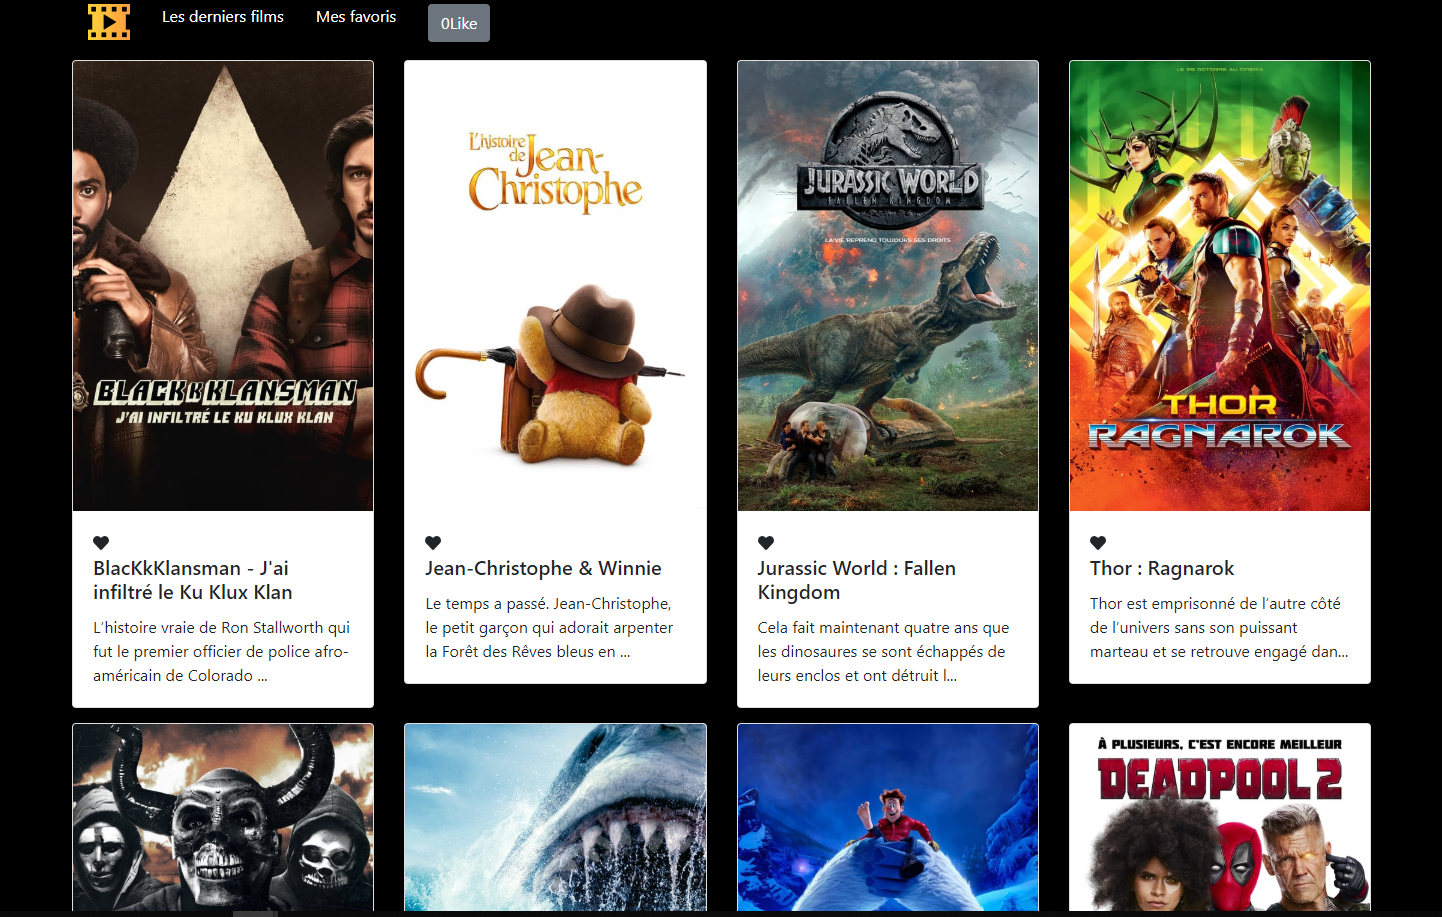 Les derniers films
Mes favoris
0Like
L'histoire
de Jean-
Christophe
JURASSIC WORLD
FALLEN KINGDOM
LA VIE REPREND TOUJOURS SES DROITS
LE 25 OCTOBRE AU CINÉMA
BLACKKKLANSMAN
J'AI INFILTRÉ LE KU KLUX KLAN
THOR
RAGNAROK
BlacKkKlansman - J'ai
infiltré le Ku Klux Klan
L'histoire vraie de Ron Stallworth qui
fut le premier officier de police afro-
américain de Colorado ...
Jean-Christophe & Winnie
Le temps a passé. Jean-Christophe,
le petit garçon qui adorait arpenter
la Forêt des Rêves bleus en ...
Jurassic World : Fallen
Kingdom
Cela fait maintenant quatre ans que
les dinosaures se sont échappés de
leurs enclos et ont détruit l...
Thor : Ragnarok
Thor est emprisonné de l'autre côté
de l'univers sans son puissant
marteau et se retrouve engagé dan...
À PLUSIEURS, C'EST ENCORE MEILLEUR
DEADPOOL 2